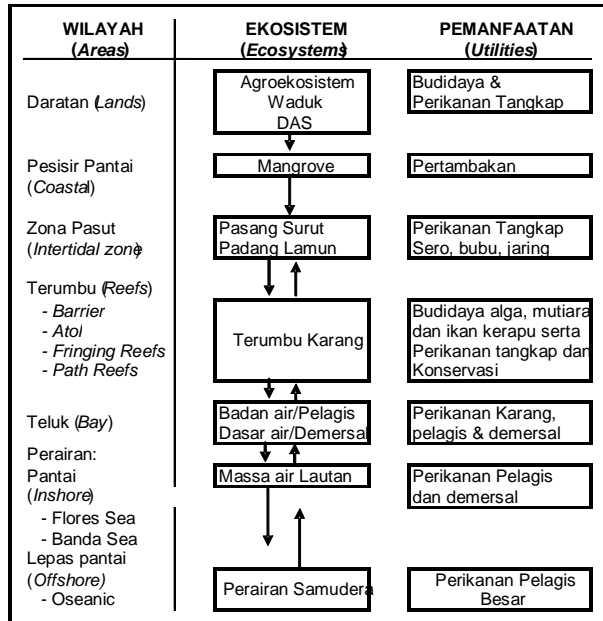 WILAYAH
(Areas)
EKOSISTEM
(Ecosystems)
PEMANFAATAN
(Utilities)
Daratan (Lands)
Agroekosistem
Waduk
DAS
Budidaya &
Perikanan Tangkap
Pesisir Pantai
(Coastal)
Mangrove
Pertambakan
Zona Pasut
(Intertidal zone)
Pasang Surut
Padang Lamun
Perikanan Tangkap
Sero, bubu, jaring
Terumbu (Reefs)
- Barrier
- Atol
- Fringing Reefs
- Path Reefs
Terumbu Karang
Budidaya alga, mutiara
dan ikan kerapu serta
Perikanan tangkap dan
Konservasi
Teluk (Bay)
Badan air/Pelagis
Dasar air/Demersal
Perikanan Karang,
pelagis & demersal
Perairan:
Pantai
(Inshore)
- Flores Sea
- Banda Sea
Massa air Lautan
Perikanan Pelagis
dan demersal
Lepas pantai
(Offshore)
- Oseanic
Perairan Samudera
Perikanan Pelagis
Besar